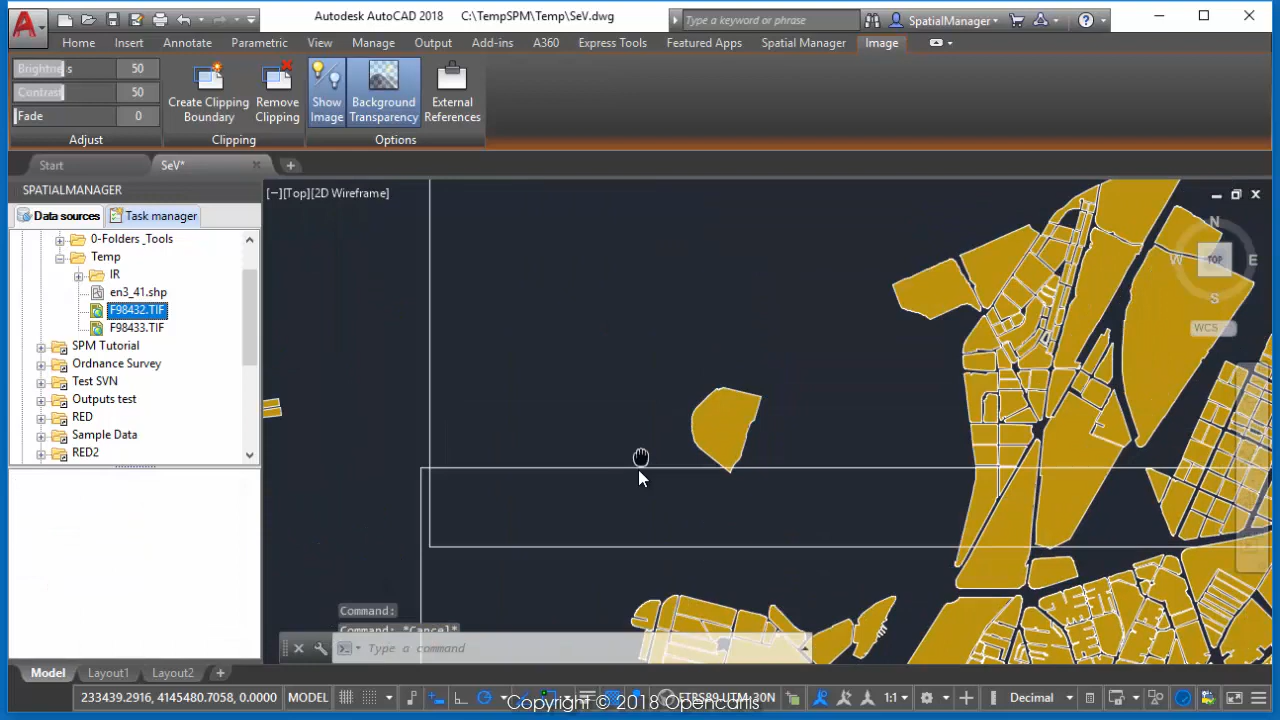 Autodesk AutoCAD 2018 C:\TempSPM\Temp\SeV.dwg
Type a keyword or phrase
SpatialManager
Home Insert Annotate Parametric View Manage Output Add-ins A360 Express Tools Featured Apps Spatial Manager Image
Brightness 50
Contrast 50
Fade 0
Create Clipping
Boundary
Remove
Clipping
Show
Image
Background
Transparency
External
References
Adjust Clipping Options
Start SeV*
SPATIALMANAGER
Data sources Task manager
0-Folders _Tools
Temp
IR
en3_41.shp
F98432.TIF
F98433.TIF
SPM Tutorial
Ordnance Survey
Test SVN
Outputs test
RED
Sample Data
RED2
[−][Top][2D Wireframe]
N
W TOP E
S
WCS
Command:
Command: *Cancel*
Type a command
Model Layout1 Layout2 +
233439.2916, 4145480.7058, 0.0000 MODEL ETRS89.UTM-30N 1:1 Decimal
Copyright © 2018 Opencartis